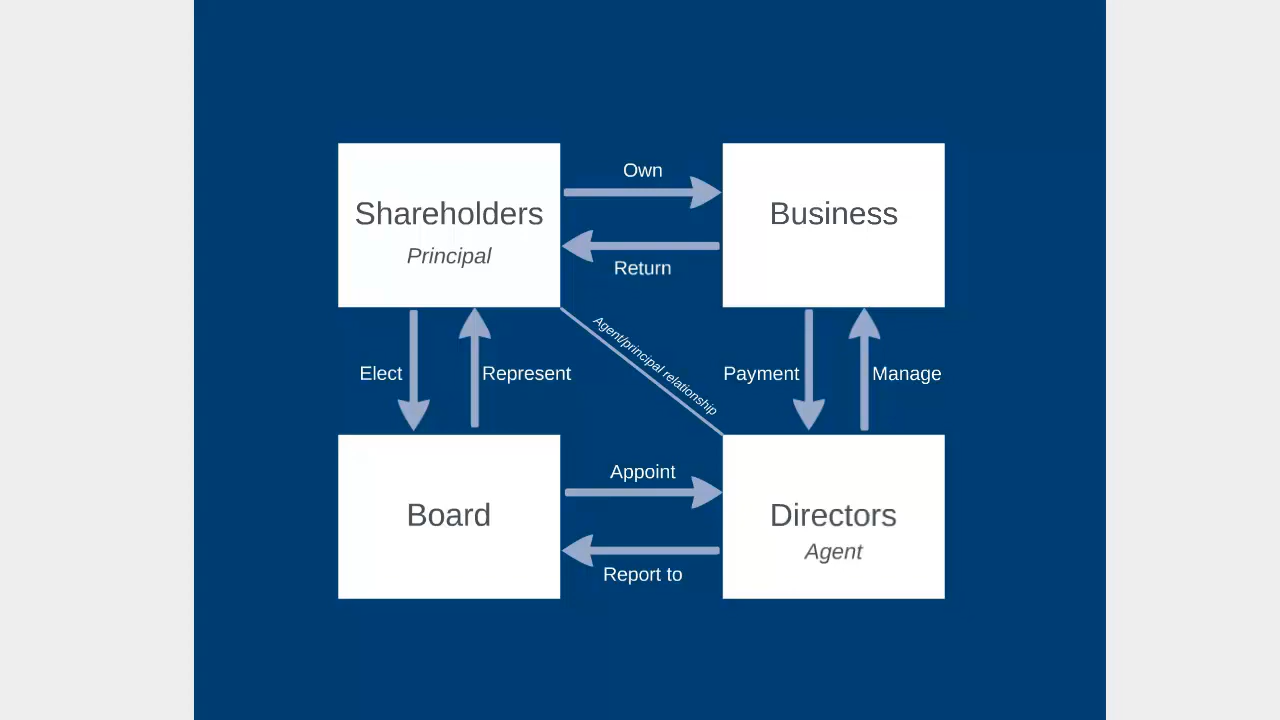 Own
Shareholders
Principal
Business
Return
Agent/principal relationship
Elect
Represent
Payment
Manage
Appoint
Board
Directors
Agent
Report to